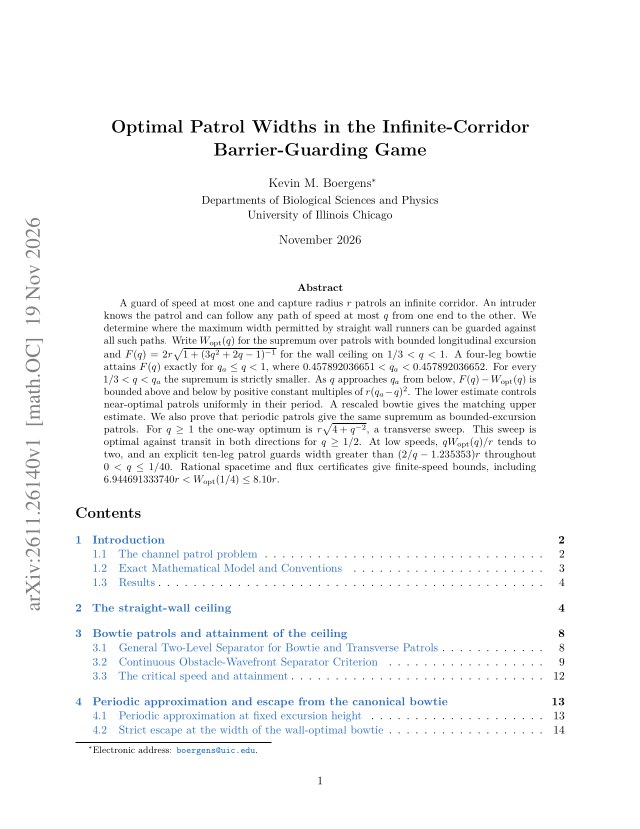 Optimal Patrol Widths in the Infinite-Corridor
Barrier-Guarding Game
Kevin M. Boergens*
Departments of Biological Sciences and Physics
University of Illinois Chicago
November 2026
Abstract
A guard of speed at most one and capture radius r patrols an infinite corridor. An intruder
knows the patrol and can follow any path of speed at most q from one end to the other. We
determine where the maximum width permitted by straight wall runners can be guarded against
all such paths. Write W_opt(q) for the supremum over patrols with bounded longitudinal excursion
and F(q) = 2r√(1 + (3q² + 2q − 1)⁻¹) for the wall ceiling on 1/3 < q < 1. A four-leg bowtie
attains F(q) exactly for qₐ ≤ q < 1, where 0.457892036651 < qₐ < 0.457892036652. For every
1/3 < q < qₐ the supremum is strictly smaller. As q approaches qₐ from below, F(q) − W_opt(q) is
bounded above and below by positive constant multiples of r(qₐ−q)². The lower estimate controls
near-optimal patrols uniformly in their period. A rescaled bowtie gives the matching upper
estimate. We also prove that periodic patrols give the same supremum as bounded-excursion
patrols. For q ≥ 1 the one-way optimum is r√(4 + q⁻²), a transverse sweep. This sweep is
optimal against transit in both directions for q ≥ 1/2. At low speeds, qW_opt(q)/r tends to
two, and an explicit ten-leg patrol guards width greater than (2/q − 1.235353)r throughout
0 < q ≤ 1/40. Rational spacetime and flux certificates give finite-speed bounds, including
6.944691333740r < W_opt(1/4) ≤ 8.10r.
Contents
1 Introduction 2
1.1 The channel patrol problem . . . . . . . . . . . . . . . . . . . . . . . . . . . . 2
1.2 Exact Mathematical Model and Conventions . . . . . . . . . . . . . . . . . . . 3
1.3 Results . . . . . . . . . . . . . . . . . . . . . . . . . . . . . . . . . . . . . . . 4
2 The straight-wall ceiling 4
3 Bowtie patrols and attainment of the ceiling 8
3.1 General Two-Level Separator for Bowtie and Transverse Patrols . . . . . . . . . 8
3.2 Continuous Obstacle-Wavefront Separator Criterion . . . . . . . . . . . . . . . 9
3.3 The critical speed and attainment . . . . . . . . . . . . . . . . . . . . . . . . . 12
4 Periodic approximation and escape from the canonical bowtie 13
4.1 Periodic approximation at fixed excursion height . . . . . . . . . . . . . . . . . 13
4.2 Strict escape at the width of the wall-optimal bowtie . . . . . . . . . . . . . . . 14
*Electronic address: boergens@uic.edu.
1
arXiv:2611.26140v1 [math.OC] 19 Nov 2026